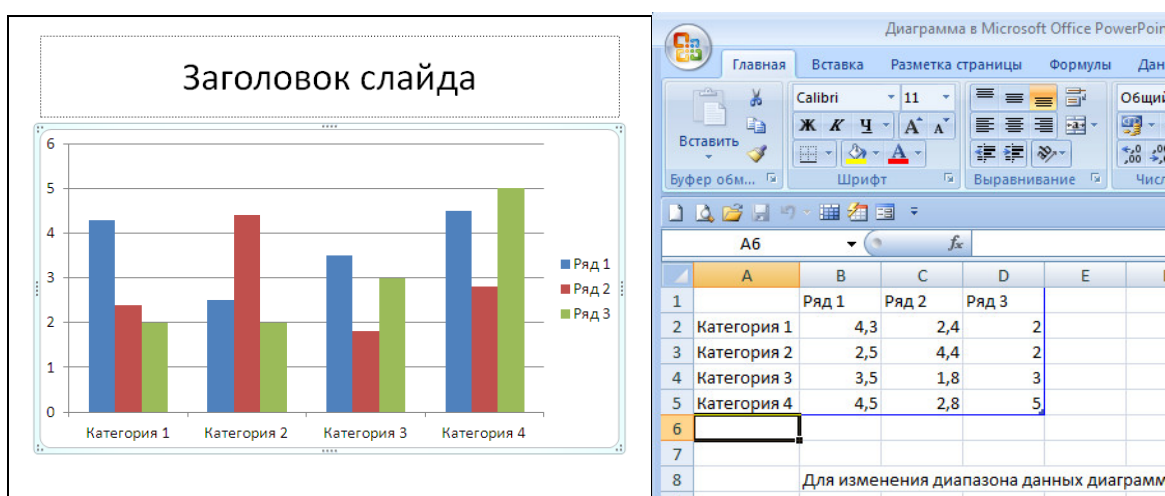 Заголовок слайда
6
5
4
3
2
1
0
Категория 1 Категория 2 Категория 3 Категория 4
Ряд 1
Ряд 2
Ряд 3
Диаграмма в Microsoft Office PowerPoin
Главная Вставка Разметка страницы Формулы Дан
Вставить
Calibri 11
Общий
Ж К Ч А А
А
Буфер обм... Шрифт Выравнивание Числ
A6 fx
A B C D E
1 Ряд 1 Ряд 2 Ряд 3
2 Категория 1 4,3 2,4 2
3 Категория 2 2,5 4,4 2
4 Категория 3 3,5 1,8 3
5 Категория 4 4,5 2,8 5
6
7
8 Для изменения диапазона данных диаграмм